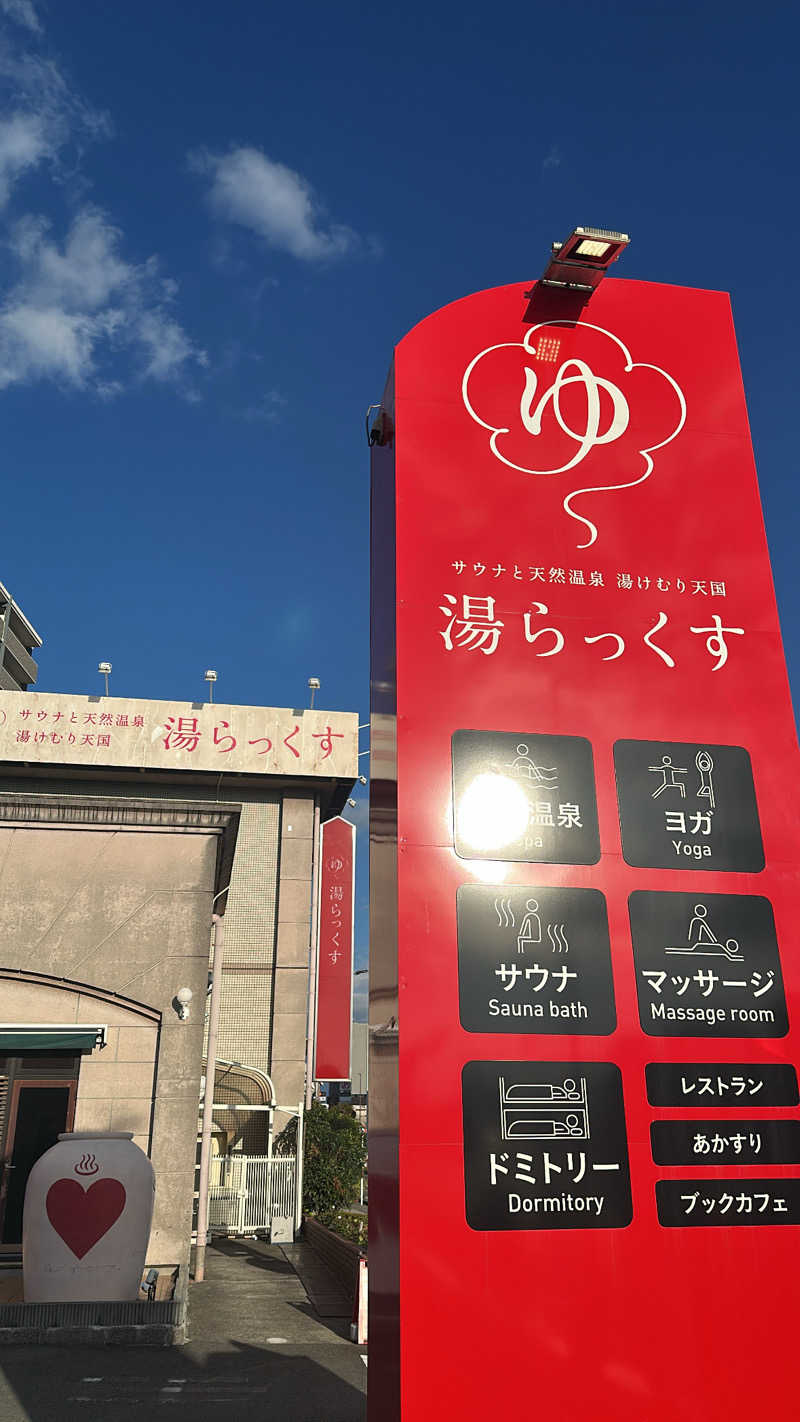 ゆ
サウナと天然温泉 湯けむり天国
湯らっくす
温泉
pa
ヨガ
Yoga
サウナ
Sauna bath
マッサージ
Massage room
ドミトリー
Dormitory
レストラン
あかすり
ブックカフェ
サウナと天然温泉
湯けむり天国
湯らっくす
ゆ
湯らっくす